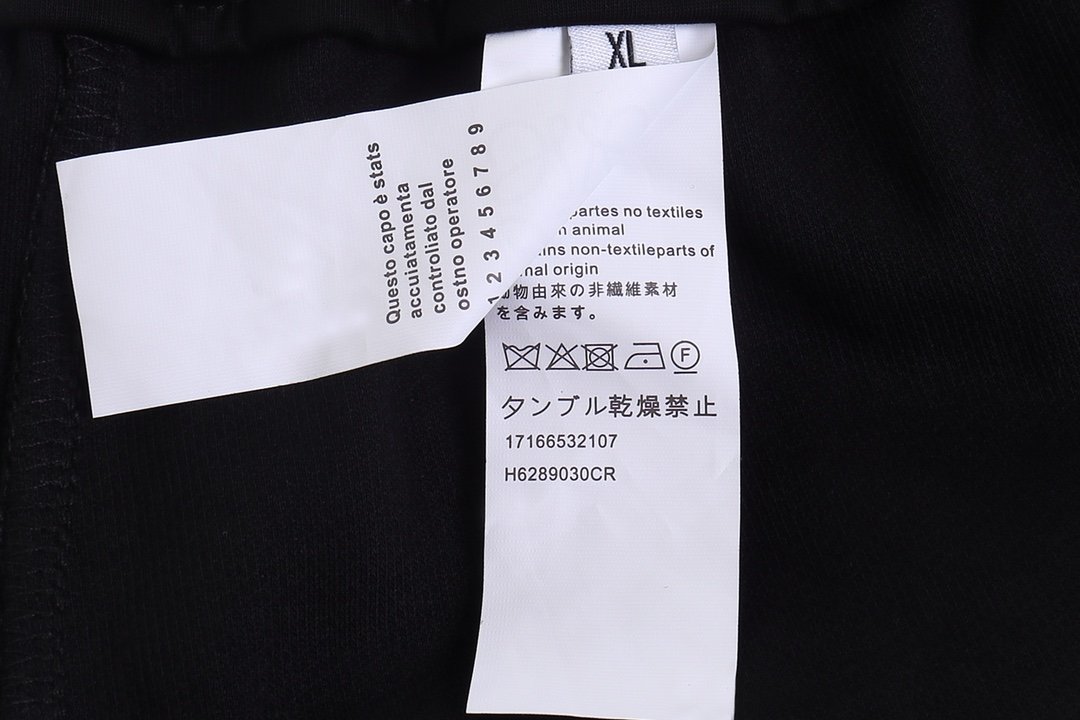 XL
Questo capo è stats
accuiatamenta
controliato dal
ostno operatore
1 2 3 4 5 6 7 8 9
partes no textiles
animal
non-textileparts of
origin
物由來の非繊維素材
を含みます。
F
タンブル乾燥禁止
17166532107
H6289030CR